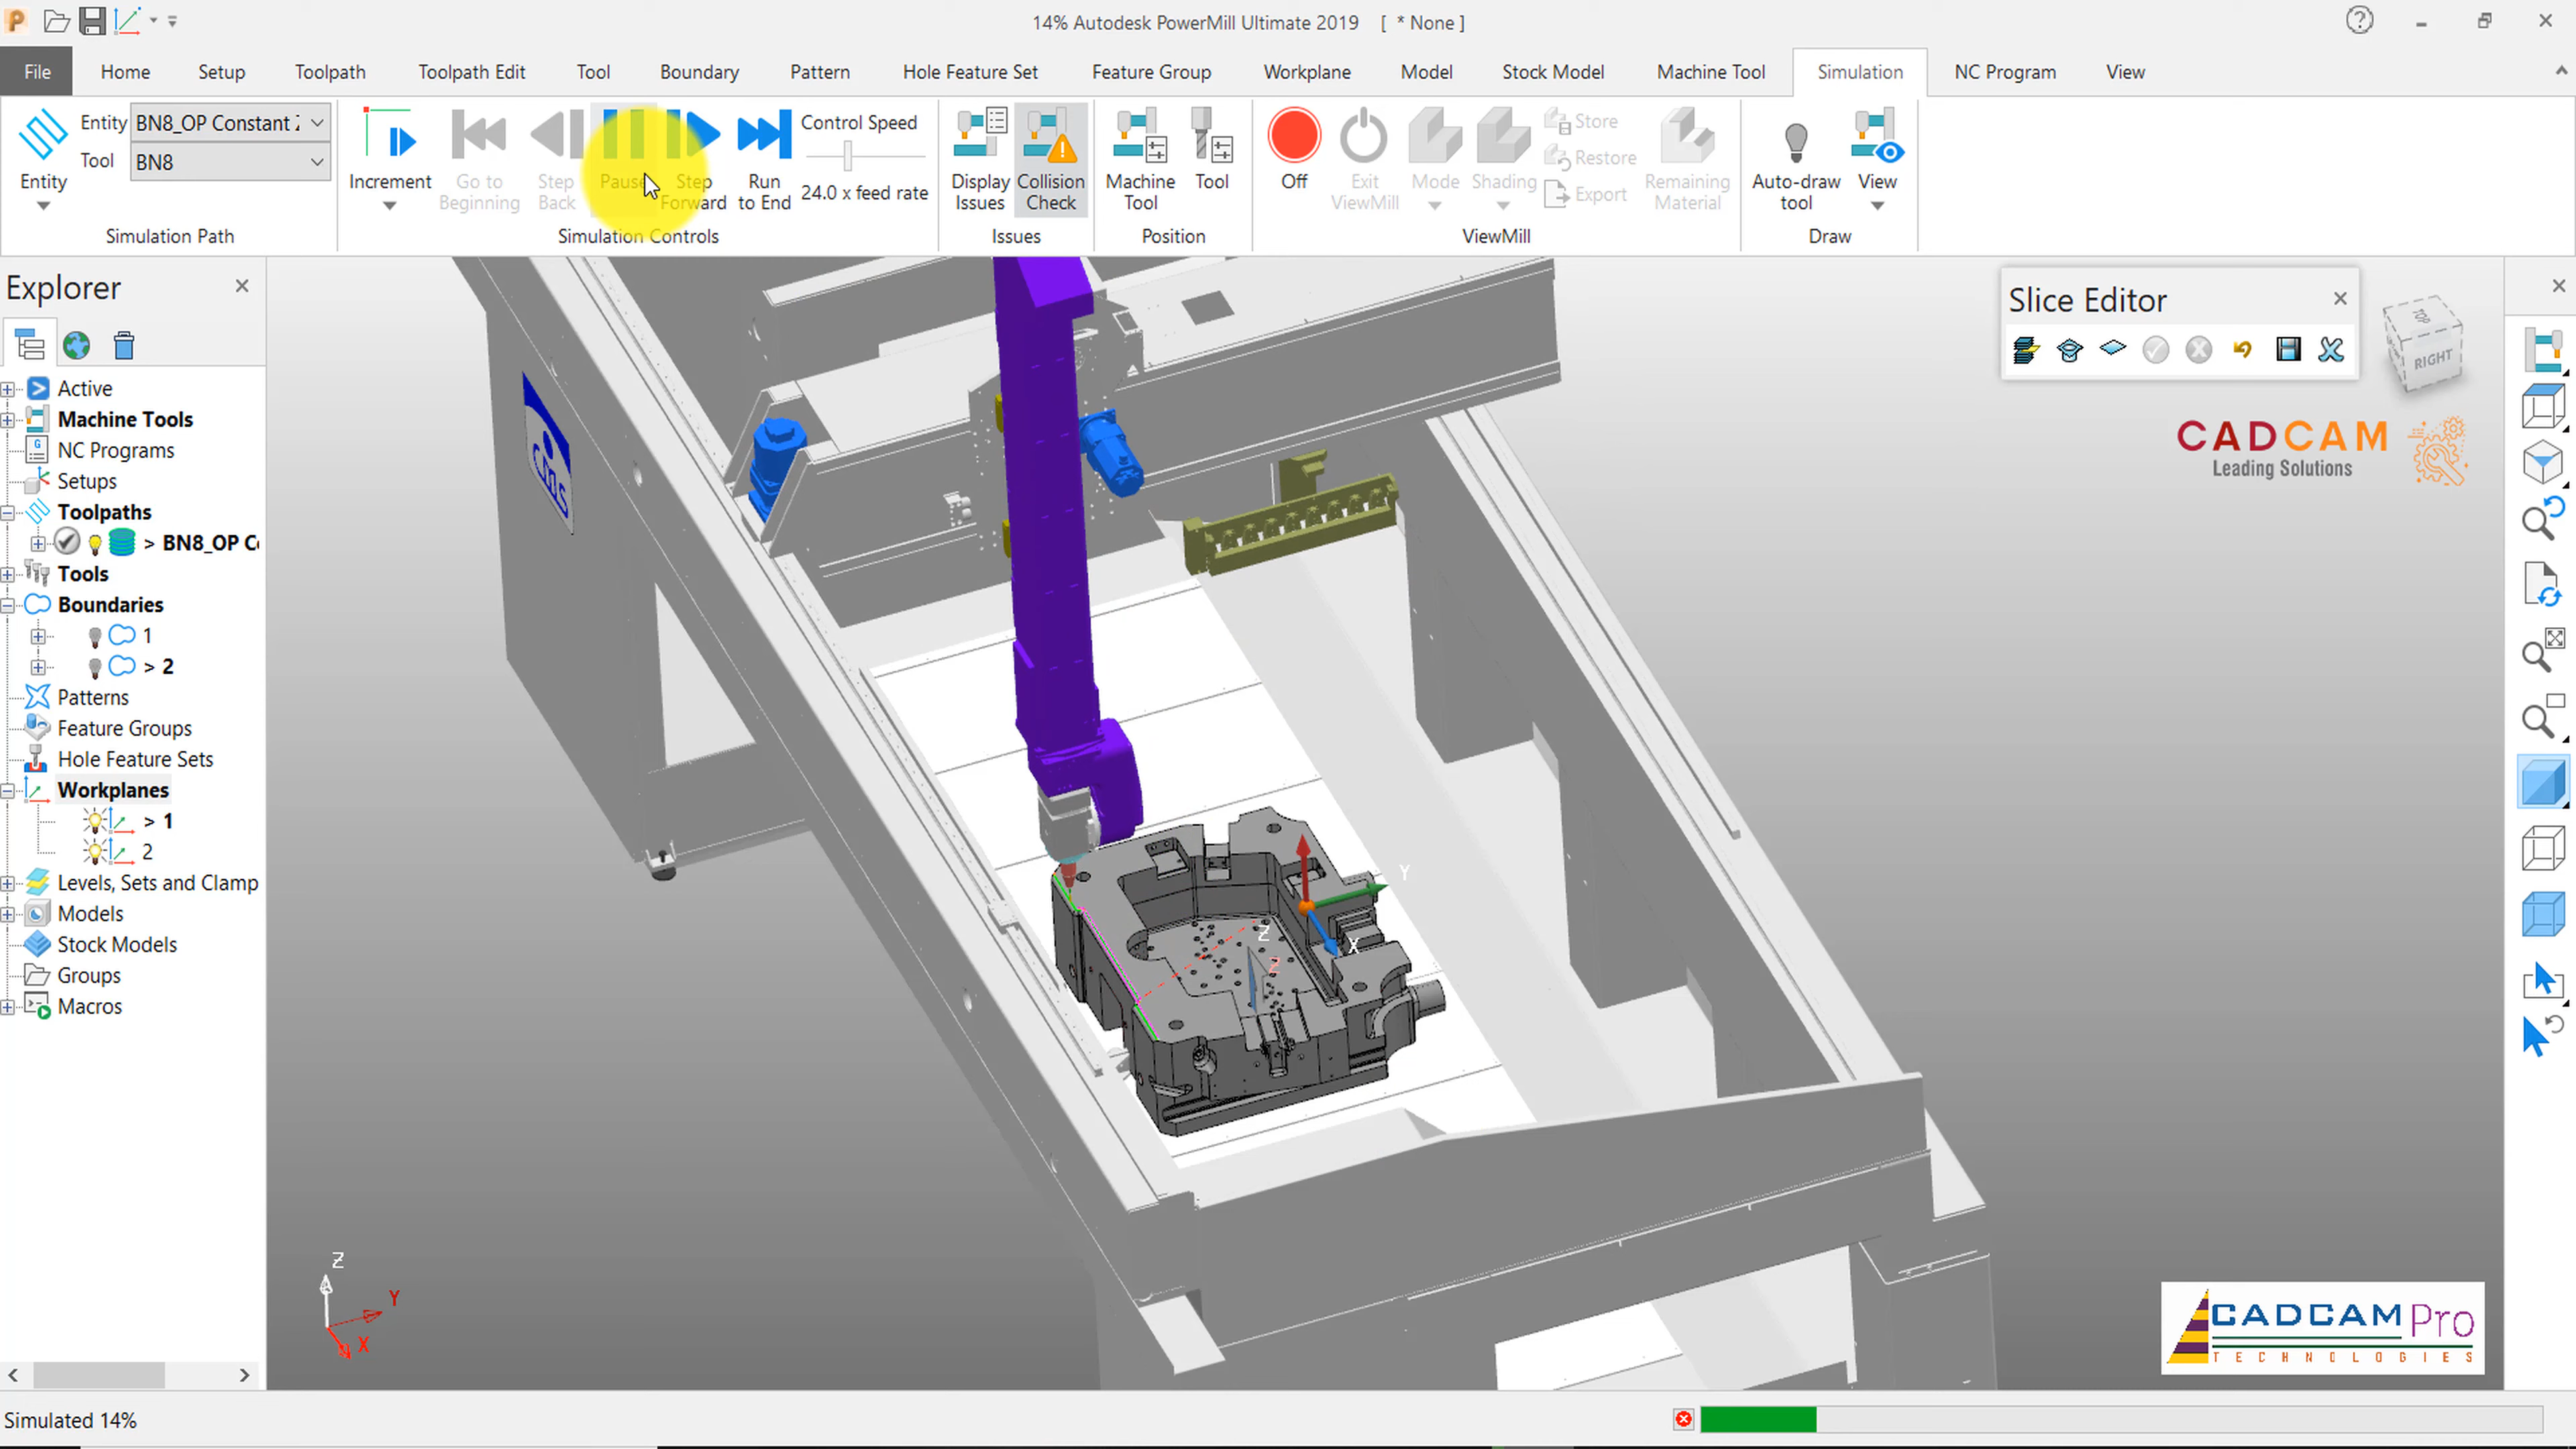 14% Autodesk PowerMill Ultimate 2019 [ * None ]
File Home Setup Toolpath Toolpath Edit Tool Boundary Pattern Hole Feature Set Feature Group Workplane Model Stock Model Machine Tool Simulation NC Program View
Entity
Entity BN8_OP Constant
Tool BN8
Simulation Path
Increment
Go to Beginning
Step Back
Pause
Step Forward
Run to End
Control Speed
24.0 x feed rate
Simulation Controls
Display Issues
Collision Check
Issues
Machine Tool
Tool
Position
Off
Exit ViewMill
Mode
Shading
Store
Restore
Export
Remaining Material
ViewMill
Auto-draw tool
View
Draw
Explorer
Active
Machine Tools
NC Programs
Setups
Toolpaths
> BN8_OP C
Tools
Boundaries
1
> 2
Patterns
Feature Groups
Hole Feature Sets
Workplanes
> 1
2
Levels, Sets and Clamp
Models
Stock Models
Groups
Macros
Slice Editor
TOP
RIGHT
CADCAM
Leading Solutions
cms
Y
Z
X
Z
Z
Y
X
CADCAM Pro
TECHNOLOGIES
Simulated 14%